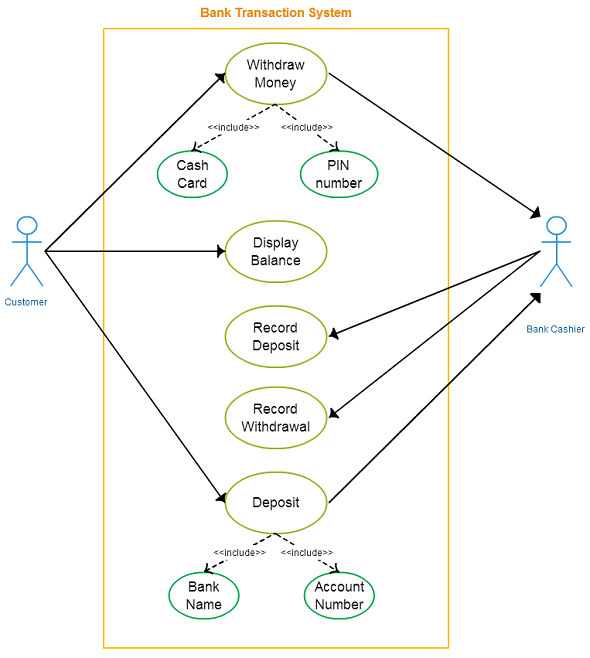 Bank Transaction System
Withdraw
Money
<<include>>
<<include>>
Cash
Card
PIN
number
Display
Balance
Customer
Bank Cashier
Record
Deposit
Record
Withdrawal
Deposit
<<include>>
<<include>>
Bank
Name
Account
Number